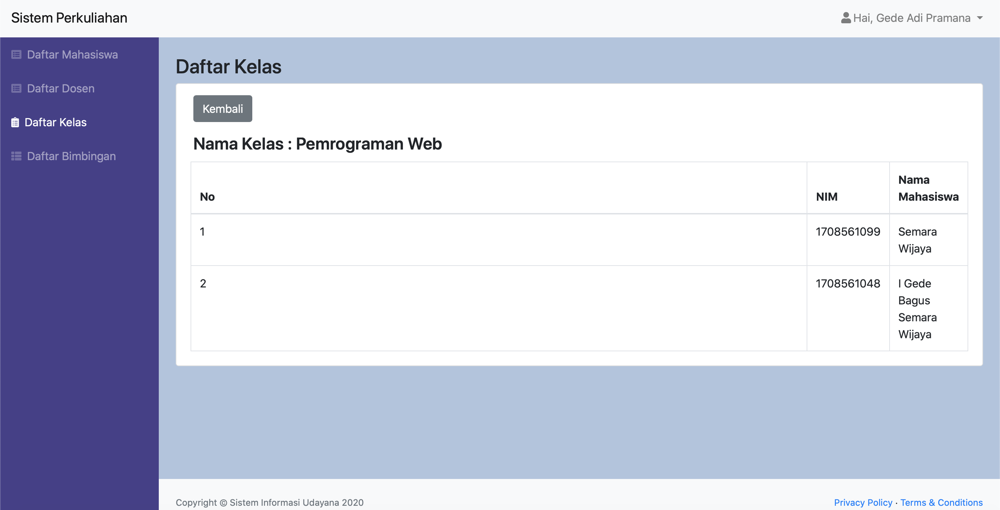 Sistem Perkuliahan
Hai, Gede Adi Pramana
Daftar Mahasiswa
Daftar Dosen
Daftar Kelas
Daftar Bimbingan
Daftar Kelas
Kembali
Nama Kelas : Pemrograman Web
No NIM Nama Mahasiswa
1 1708561099 Semara
Wijaya
2 1708561048 I Gede
Bagus
Semara
Wijaya
Copyright © Sistem Informasi Udayana 2020
Privacy Policy · Terms & Conditions